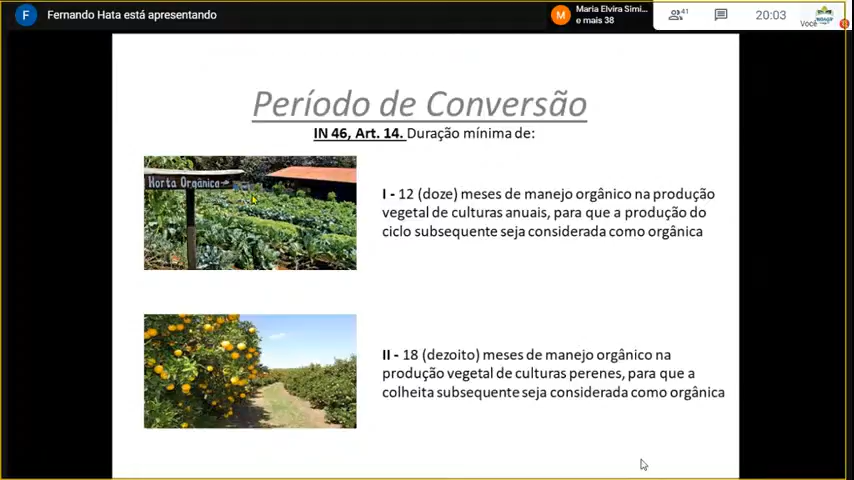 F Fernando Hata está apresentando
M Maria Elvira Simi...
e mais 38
41
20:03
Você
Período de Conversão
IN 46, Art. 14. Duração mínima de:
Horta Orgânica
I - 12 (doze) meses de manejo orgânico na produção
vegetal de culturas anuais, para que a produção do
ciclo subsequente seja considerada como orgânica
II - 18 (dezoito) meses de manejo orgânico na
produção vegetal de culturas perenes, para que a
colheita subsequente seja considerada como orgânica